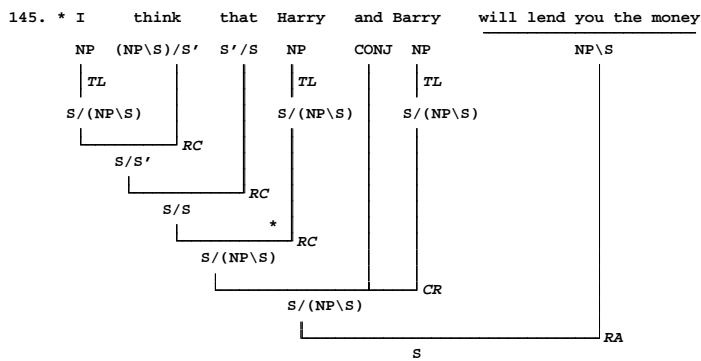 145. * I think that Harry and Barry will lend you the money
NP (NP\S)/S' S'/S NP CONJ NP NP\S
TL TL TL
S/(NP\S) S/(NP\S) S/(NP\S)
RC
S/S'
RC
S/S
*
RC
S/(NP\S)
CR
S/(NP\S)
RA
S